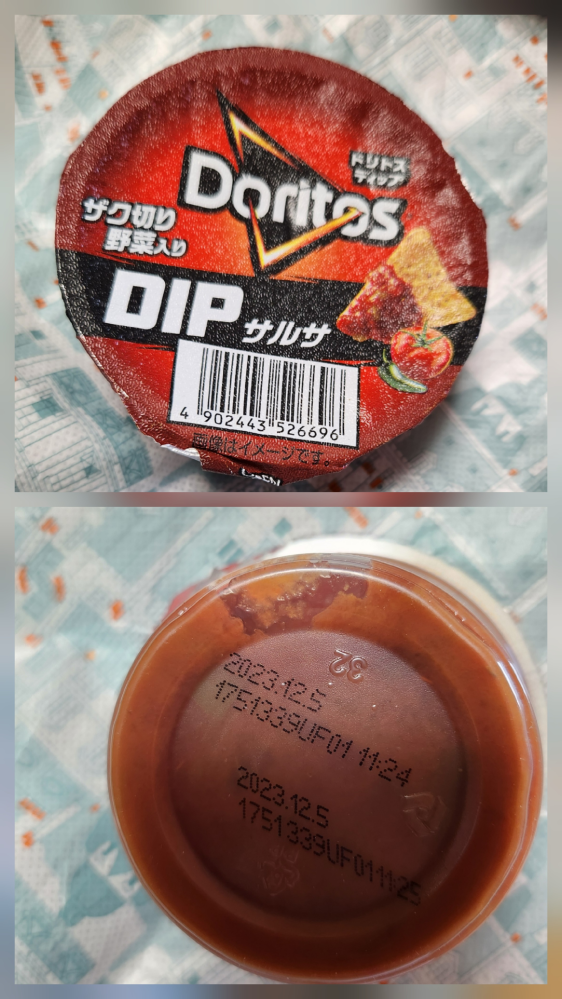 Doritos
ドリトス
ディップ
ザク切り
野菜入り
DIP サルサ
4 902443 526696
画像はイメージです。
32
2023.12.5
1751339UF01 11:24
2023.12.5
1751339UF01 11:25